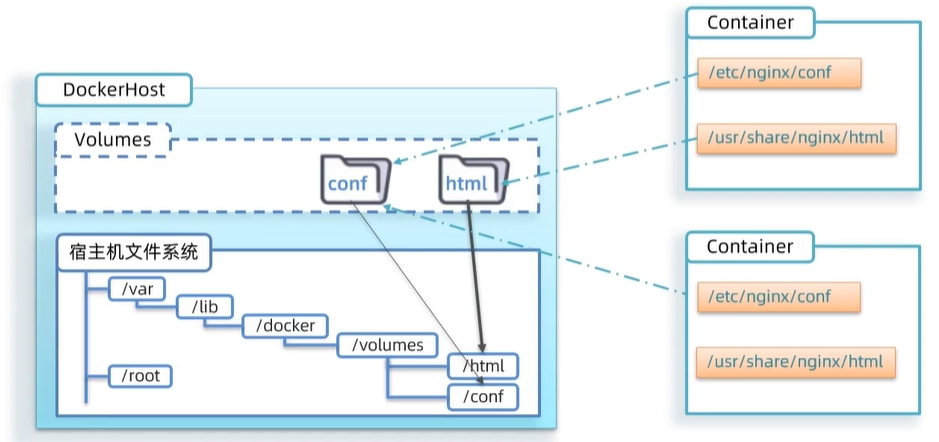 DockerHost
Volumes
conf
html
宿主机文件系统
/var
/lib
/docker
/volumes
/html
/conf
/root
Container
/etc/nginx/conf
/usr/share/nginx/html
Container
/etc/nginx/conf
/usr/share/nginx/html